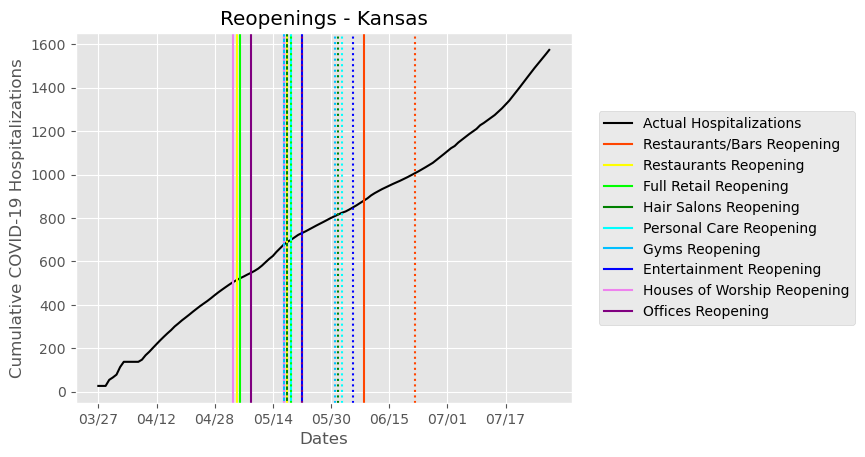 Reopenings - Kansas
Cumulative COVID-19 Hospitalizations
1600
1400
1200
1000
800
600
400
200
0
03/27
04/12
04/28
05/14
05/30
06/15
07/01
07/17
Dates
Actual Hospitalizations
Restaurants/Bars Reopening
Restaurants Reopening
Full Retail Reopening
Hair Salons Reopening
Personal Care Reopening
Gyms Reopening
Entertainment Reopening
Houses of Worship Reopening
Offices Reopening